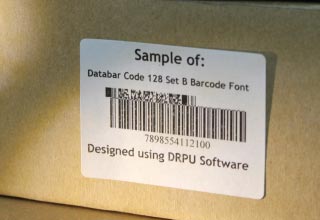 Sample of:
Databar Code 128 Set B Barcode Font
7898554112100
Designed using DRPU Software